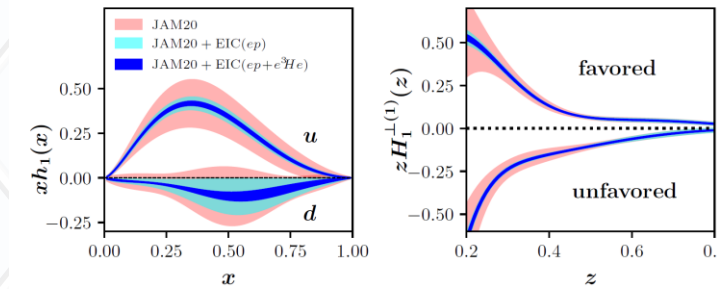 JAM20
JAM20 + EIC(ep)
JAM20 + EIC(ep+e³He)
xh₁(x)
0.50
0.25
0.00
−0.25
u
d
0.00 0.25 0.50 0.75 1.00
x
zH₁^⊥(1)(z)
0.50
0.25
0.00
−0.25
−0.50
favored
unfavored
0.2 0.4 0.6 0.
z